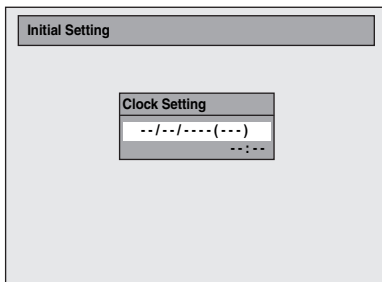 Initial Setting
Clock Setting
--/--/----(---)
--:--